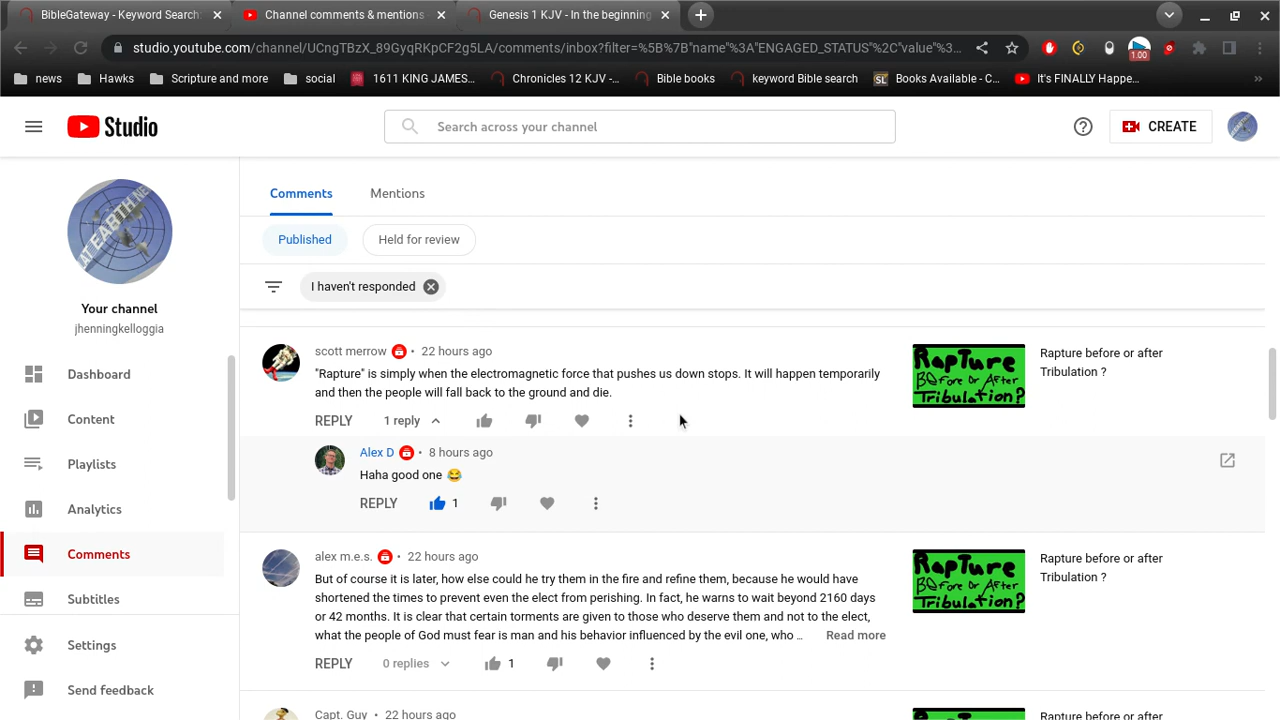 BibleGateway - Keyword Search:
Channel comments & mentions
Genesis 1 KJV - In the beginning
studio.youtube.com/channel/UCngTBzX_89GyqRKpCF2g5LA/comments/inbox?filter=%5B%7B"name"%3A"ENGAGED_STATUS"%2C"value"%3...
1.00
news
Hawks
Scripture and more
social
1611 KING JAMES...
Chronicles 12 KJV -...
Bible books
keyword Bible search
SL
Books Available - C...
It's FINALLY Happe...
»
Studio
Search across your channel
CREATE
AT EARTH.NE
Your channel
jhenningkelloggia
Dashboard
Content
Playlists
Analytics
Comments
Subtitles
Settings
Send feedback
Comments
Mentions
Published
Held for review
I haven't responded
scott merrow • 22 hours ago
"Rapture" is simply when the electromagnetic force that pushes us down stops. It will happen temporarily
and then the people will fall back to the ground and die.
REPLY
1 reply
RapTure
BeFore Or AFTer
TribulaTion?
Rapture before or after
Tribulation ?
Alex D • 8 hours ago
Haha good one 😂
REPLY
1
alex m.e.s. • 22 hours ago
But of course it is later, how else could he try them in the fire and refine them, because he would have
shortened the times to prevent even the elect from perishing. In fact, he warns to wait beyond 2160 days
or 42 months. It is clear that certain torments are given to those who deserve them and not to the elect,
what the people of God must fear is man and his behavior influenced by the evil one, who ...
Read more
REPLY
0 replies
1
RapTure
BeFore Or AFTer
TribulaTion?
Rapture before or after
Tribulation ?
Capt. Guy • 22 hours ago
RapTure
Rapture before or after